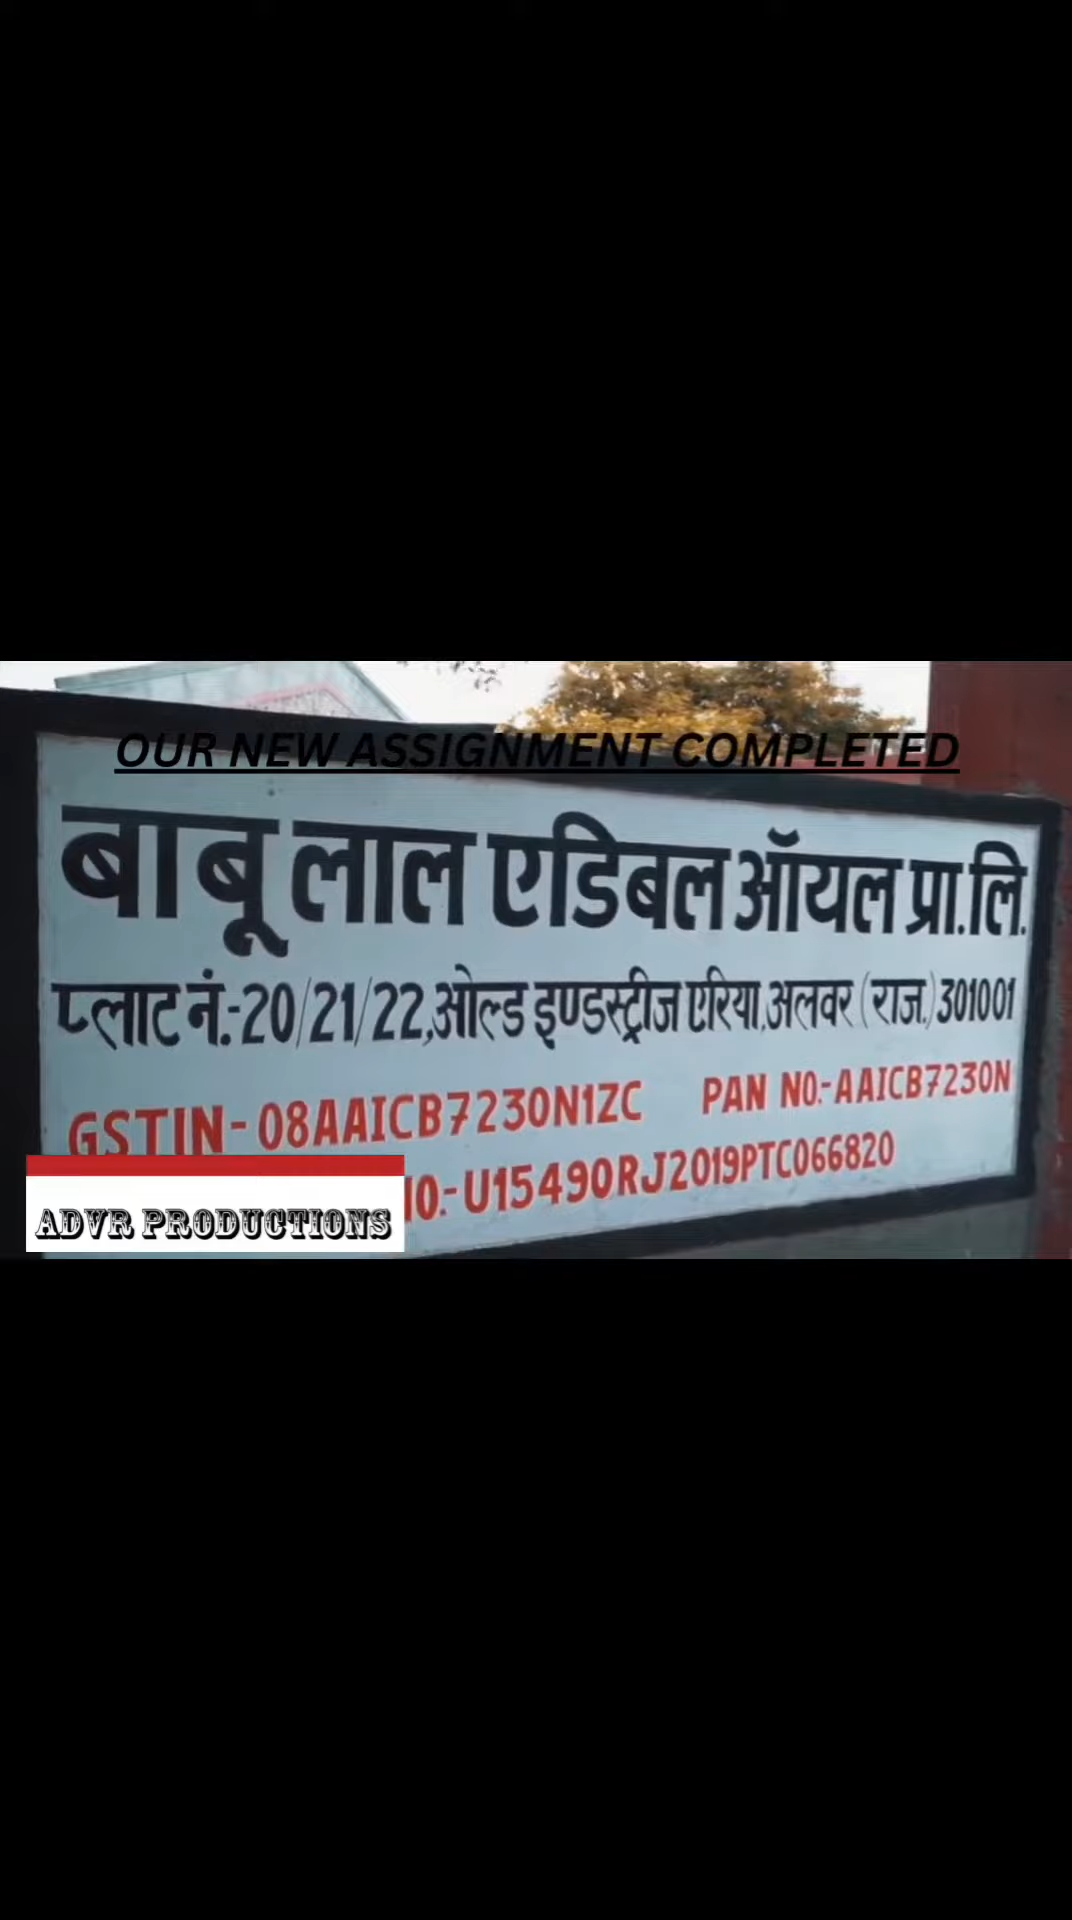 OUR NEW ASSIGNMENT COMPLETED
बाबू लाल एडिबल ऑयल प्रा.लि.
प्लाट नं.-20/21/22,ओल्ड इण्डस्ट्रीज एरिया,अलवर (राज.) 301001
GSTIN-08AAICB7230N1ZC PAN NO.-AAICB7230N
U15490RJ2019PTC066820
ADVR PRODUCTIONS